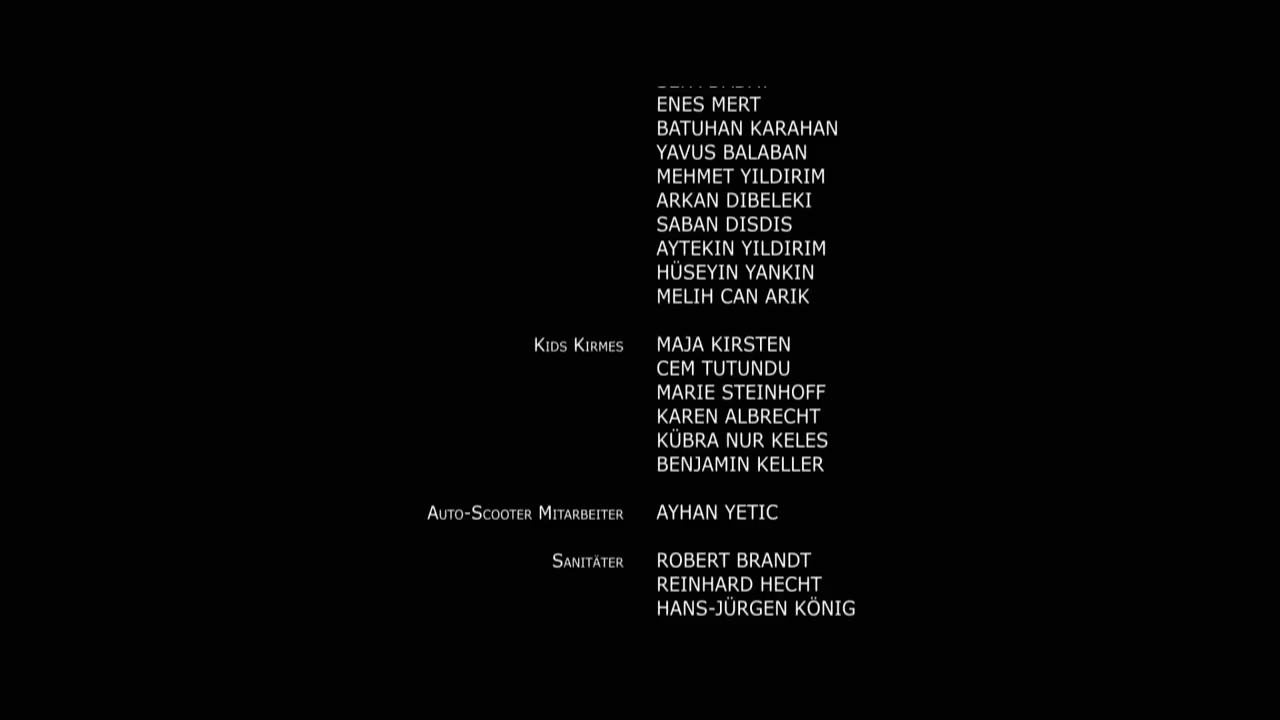 ENES MERT
BATUHAN KARAHAN
YAVUS BALABAN
MEHMET YILDIRIM
ARKAN DIBELEKI
SABAN DISDIS
AYTEKIN YILDIRIM
HÜSEYIN YANKIN
MELIH CAN ARIK
KIDS KIRMES MAJA KIRSTEN
CEM TUTUNDU
MARIE STEINHOFF
KAREN ALBRECHT
KÜBRA NUR KELES
BENJAMIN KELLER
AUTO-SCOOTER MITARBEITER AYHAN YETIC
SANITÄTER ROBERT BRANDT
REINHARD HECHT
HANS-JÜRGEN KÖNIG